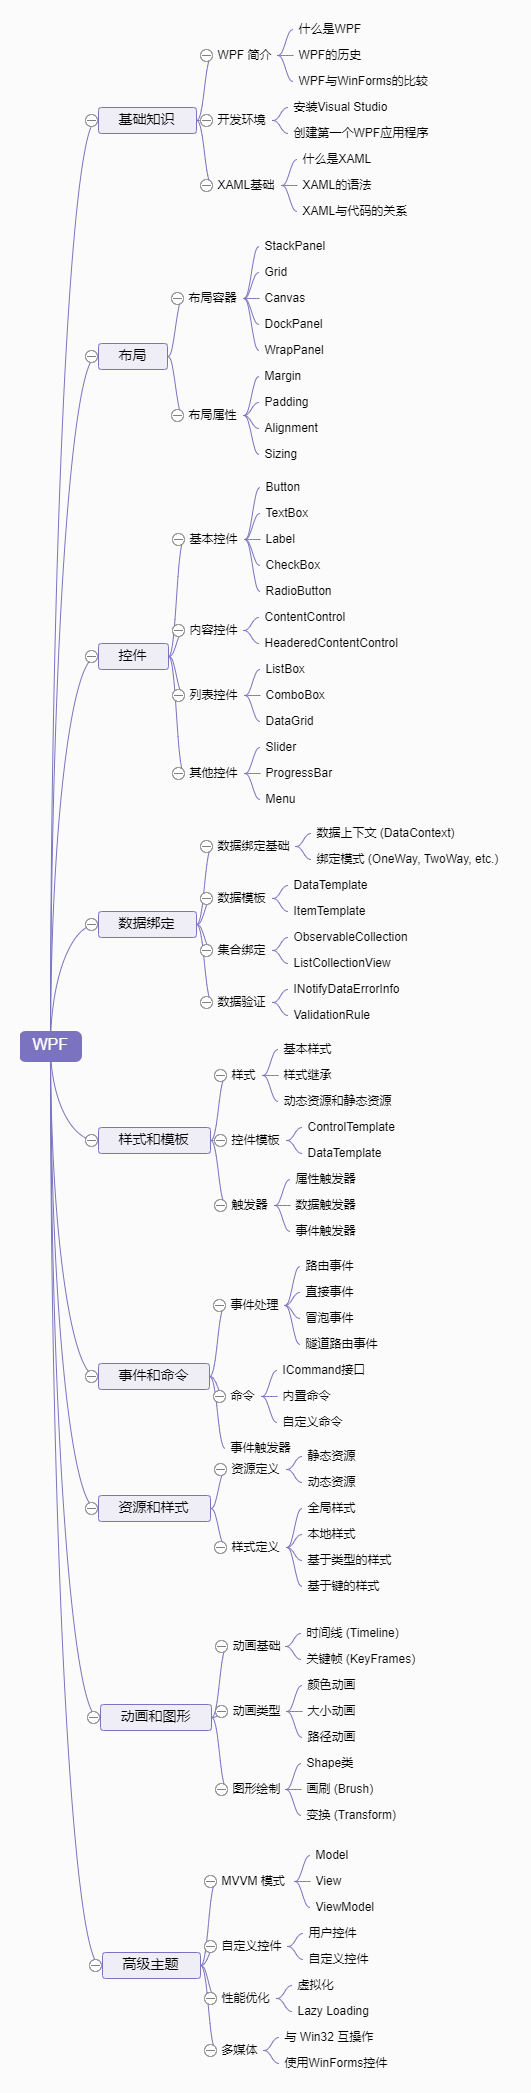 WPF
基础知识
WPF 简介
什么是WPF
WPF的历史
WPF与WinForms的比较
开发环境
安装Visual Studio
创建第一个WPF应用程序
XAML基础
什么是XAML
XAML的语法
XAML与代码的关系
布局
布局容器
StackPanel
Grid
Canvas
DockPanel
WrapPanel
布局属性
Margin
Padding
Alignment
Sizing
控件
基本控件
Button
TextBox
Label
CheckBox
RadioButton
内容控件
ContentControl
HeaderedContentControl
列表控件
ListBox
ComboBox
DataGrid
其他控件
Slider
ProgressBar
Menu
数据绑定
数据绑定基础
数据上下文 (DataContext)
绑定模式 (OneWay, TwoWay, etc.)
数据模板
DataTemplate
ItemTemplate
集合绑定
ObservableCollection
ListCollectionView
数据验证
INotifyDataErrorInfo
ValidationRule
样式和模板
样式
基本样式
样式继承
动态资源和静态资源
控件模板
ControlTemplate
DataTemplate
触发器
属性触发器
数据触发器
事件触发器
事件和命令
事件处理
路由事件
直接事件
冒泡事件
隧道路由事件
命令
ICommand接口
内置命令
自定义命令
事件触发器
资源和样式
资源定义
静态资源
动态资源
样式定义
全局样式
本地样式
基于类型的样式
基于键的样式
动画和图形
动画基础
时间线 (Timeline)
关键帧 (KeyFrames)
动画类型
颜色动画
大小动画
路径动画
图形绘制
Shape类
画刷 (Brush)
变换 (Transform)
高级主题
MVVM 模式
Model
View
ViewModel
自定义控件
用户控件
自定义控件
性能优化
虚拟化
Lazy Loading
多媒体
与 Win32 互操作
使用WinForms控件